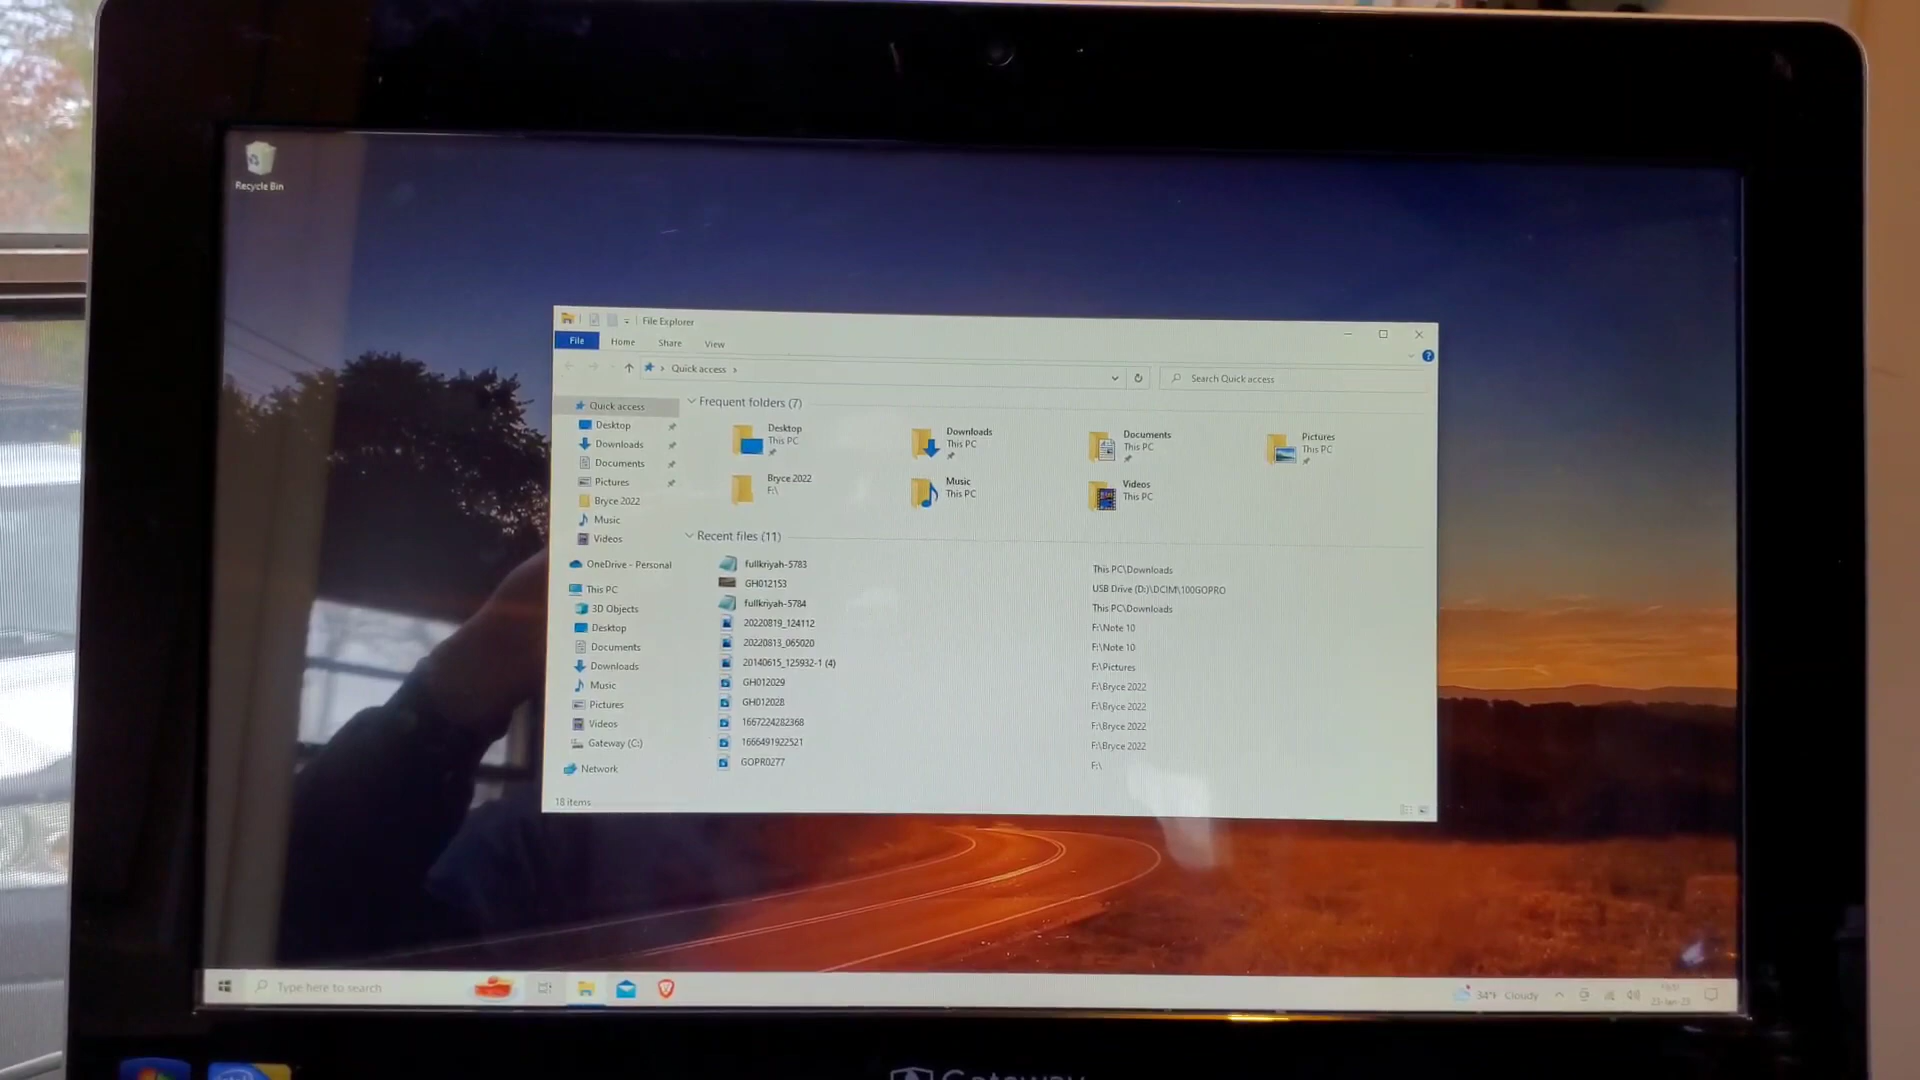 Recycle Bin
File Explorer
File Home Share View
Quick access
Search Quick access
Quick access
Desktop
Downloads
Documents
Pictures
Bryce 2022
Music
Videos
OneDrive - Personal
This PC
3D Objects
Desktop
Documents
Downloads
Music
Pictures
Videos
Gateway (C:)
Network
Frequent folders (7)
Desktop
This PC
Downloads
This PC
Documents
This PC
Pictures
This PC
Bryce 2022
F:\
Music
This PC
Videos
This PC
Recent files (11)
fullkriyah-5783 This PC\Downloads
GH012153 USB Drive (D:)\DCIM\100GOPRO
fullkriyah-5784 This PC\Downloads
20220819_124112 F:\Note 10
20220813_065020 F:\Note 10
20140615_125932-1 (4) F:\Pictures
GH012029 F:\Bryce 2022
GH012028 F:\Bryce 2022
1667224282368 F:\Bryce 2022
1666491922521 F:\Bryce 2022
GOPR0277 F:\
18 items
Type here to search
34°F Cloudy
23-Jan-23
Gateway